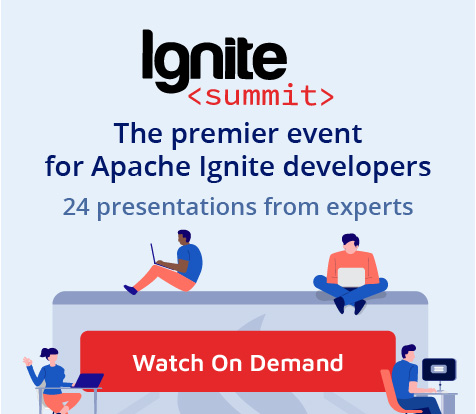 Ignite
<summit>
The premier event
for Apache Ignite developers
24 presentations from experts
Watch On Demand